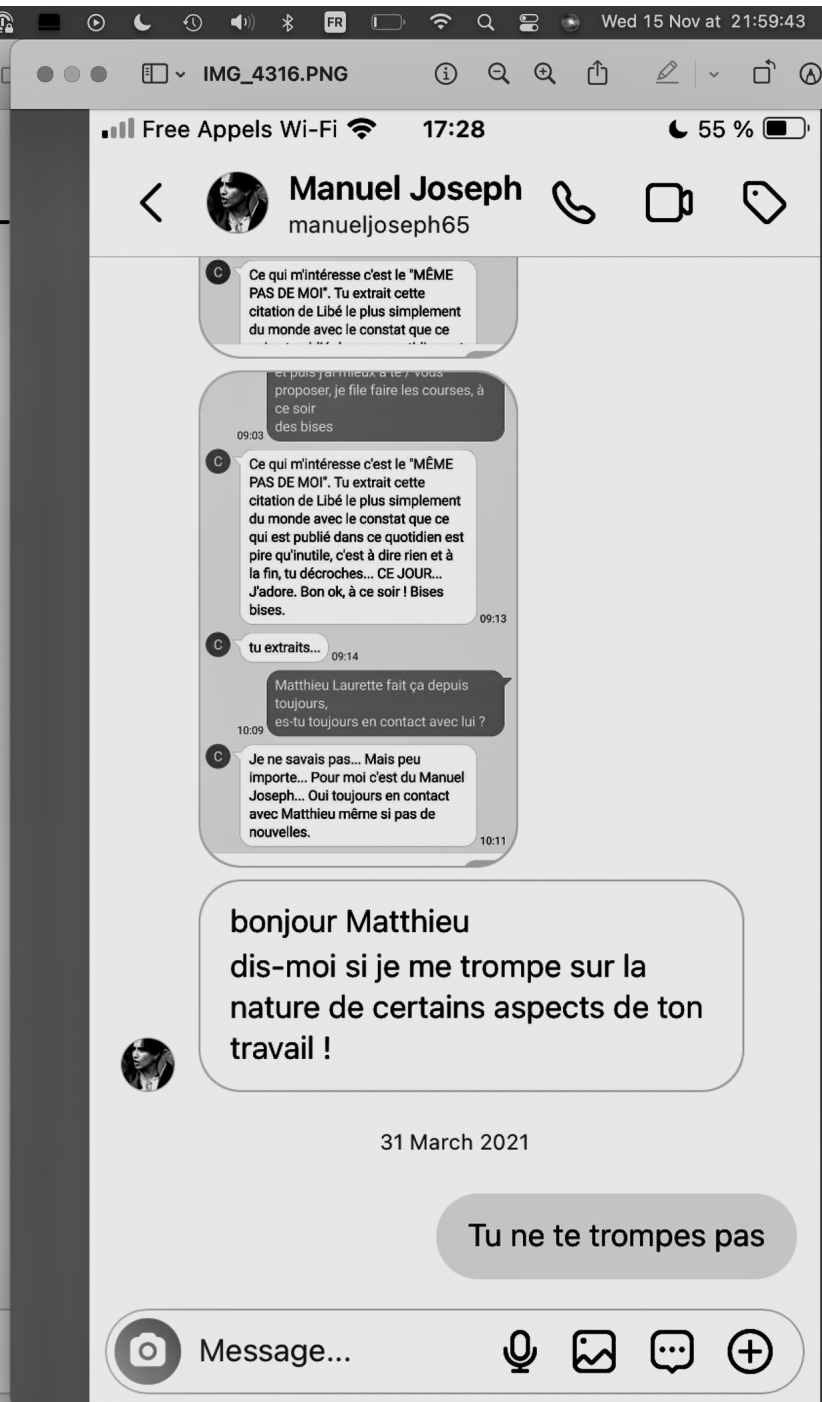 FR
Wed 15 Nov at 21:59:43
IMG_4316.PNG
Free Appels Wi-Fi 17:28 55 %
Manuel Joseph
manueljoseph65
C
Ce qui m'intéresse c'est le "MÊME
PAS DE MOI". Tu extrait cette
citation de Libé le plus simplement
du monde avec le constat que ce
et puis j'ai mieux à te / vous
proposer, je file faire les courses, à
ce soir
des bises
09:03
C
Ce qui m'intéresse c'est le "MÊME
PAS DE MOI". Tu extrait cette
citation de Libé le plus simplement
du monde avec le constat que ce
qui est publié dans ce quotidien est
pire qu'inutile, c'est à dire rien et à
la fin, tu décroches... CE JOUR...
J'adore. Bon ok, à ce soir ! Bises
bises.
09:13
C
tu extraits...
09:14
Matthieu Laurette fait ça depuis
toujours,
es-tu toujours en contact avec lui ?
10:09
C
Je ne savais pas... Mais peu
importe... Pour moi c'est du Manuel
Joseph... Oui toujours en contact
avec Matthieu même si pas de
nouvelles.
10:11
bonjour Matthieu
dis-moi si je me trompe sur la
nature de certains aspects de ton
travail !
31 March 2021
Tu ne te trompes pas
Message...